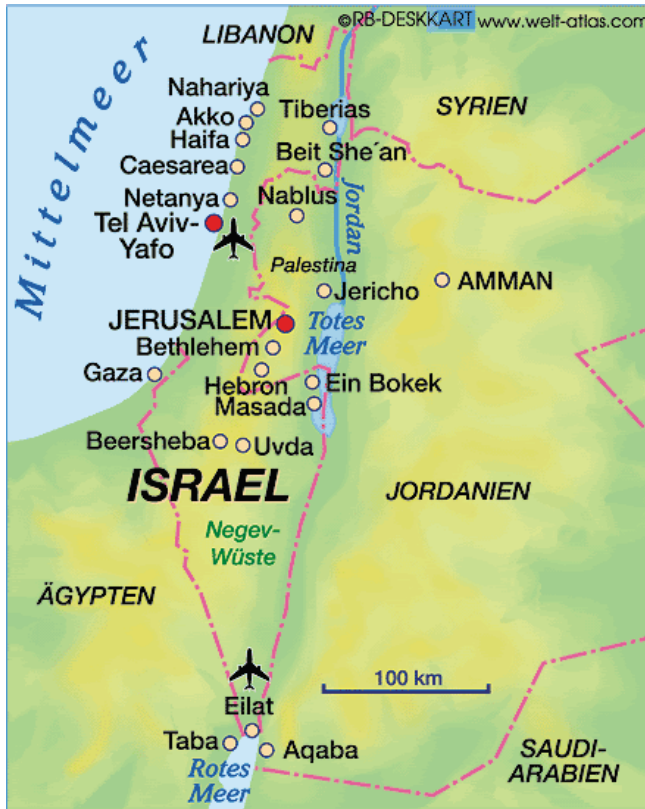 ©RB-DESKKART www.welt-atlas.com
LIBANON
Nahariya
Akko
Tiberias
SYRIEN
Haifa
Beit She´an
Caesarea
Mittelmeer
Netanya
Nablus
Jordan
Tel Aviv-
Yafo
Palestina
AMMAN
Jericho
JERUSALEM
Totes
Meer
Bethlehem
Gaza
Hebron
Ein Bokek
Masada
Beersheba
Uvda
ISRAEL
JORDANIEN
Negev-
Wüste
ÄGYPTEN
100 km
Eilat
Taba
Aqaba
Rotes
Meer
SAUDI-
ARABIEN